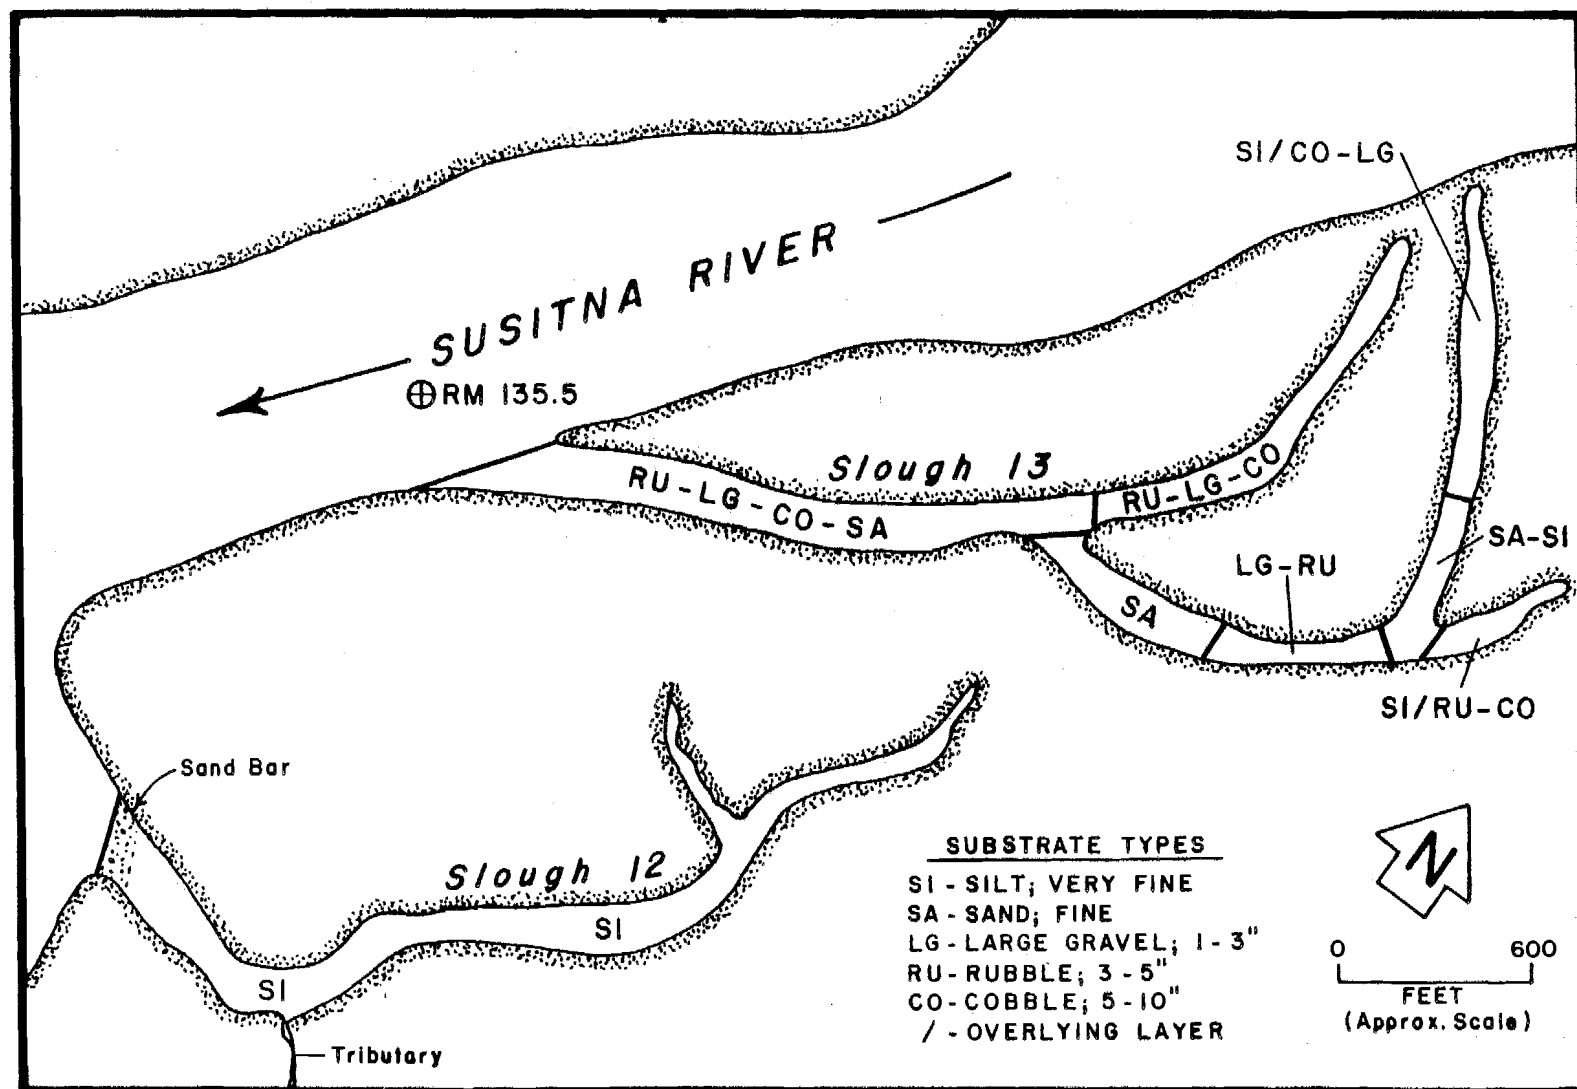 SI/CO-LG
SUSITNA RIVER
RM 135.5
Slough 13
RU-LG-CO-SA
RU-LG-CO
SA-SI
LG-RU
SA
SI/RU-CO
Sand Bar
Slough 12
SI
SI
Tributary
SUBSTRATE TYPES
SI - SILT; VERY FINE
SA - SAND; FINE
LG - LARGE GRAVEL; 1 - 3"
RU - RUBBLE; 3 - 5"
CO - COBBLE; 5 - 10"
/ - OVERLYING LAYER
N
0 600
FEET
(Approx. Scale)